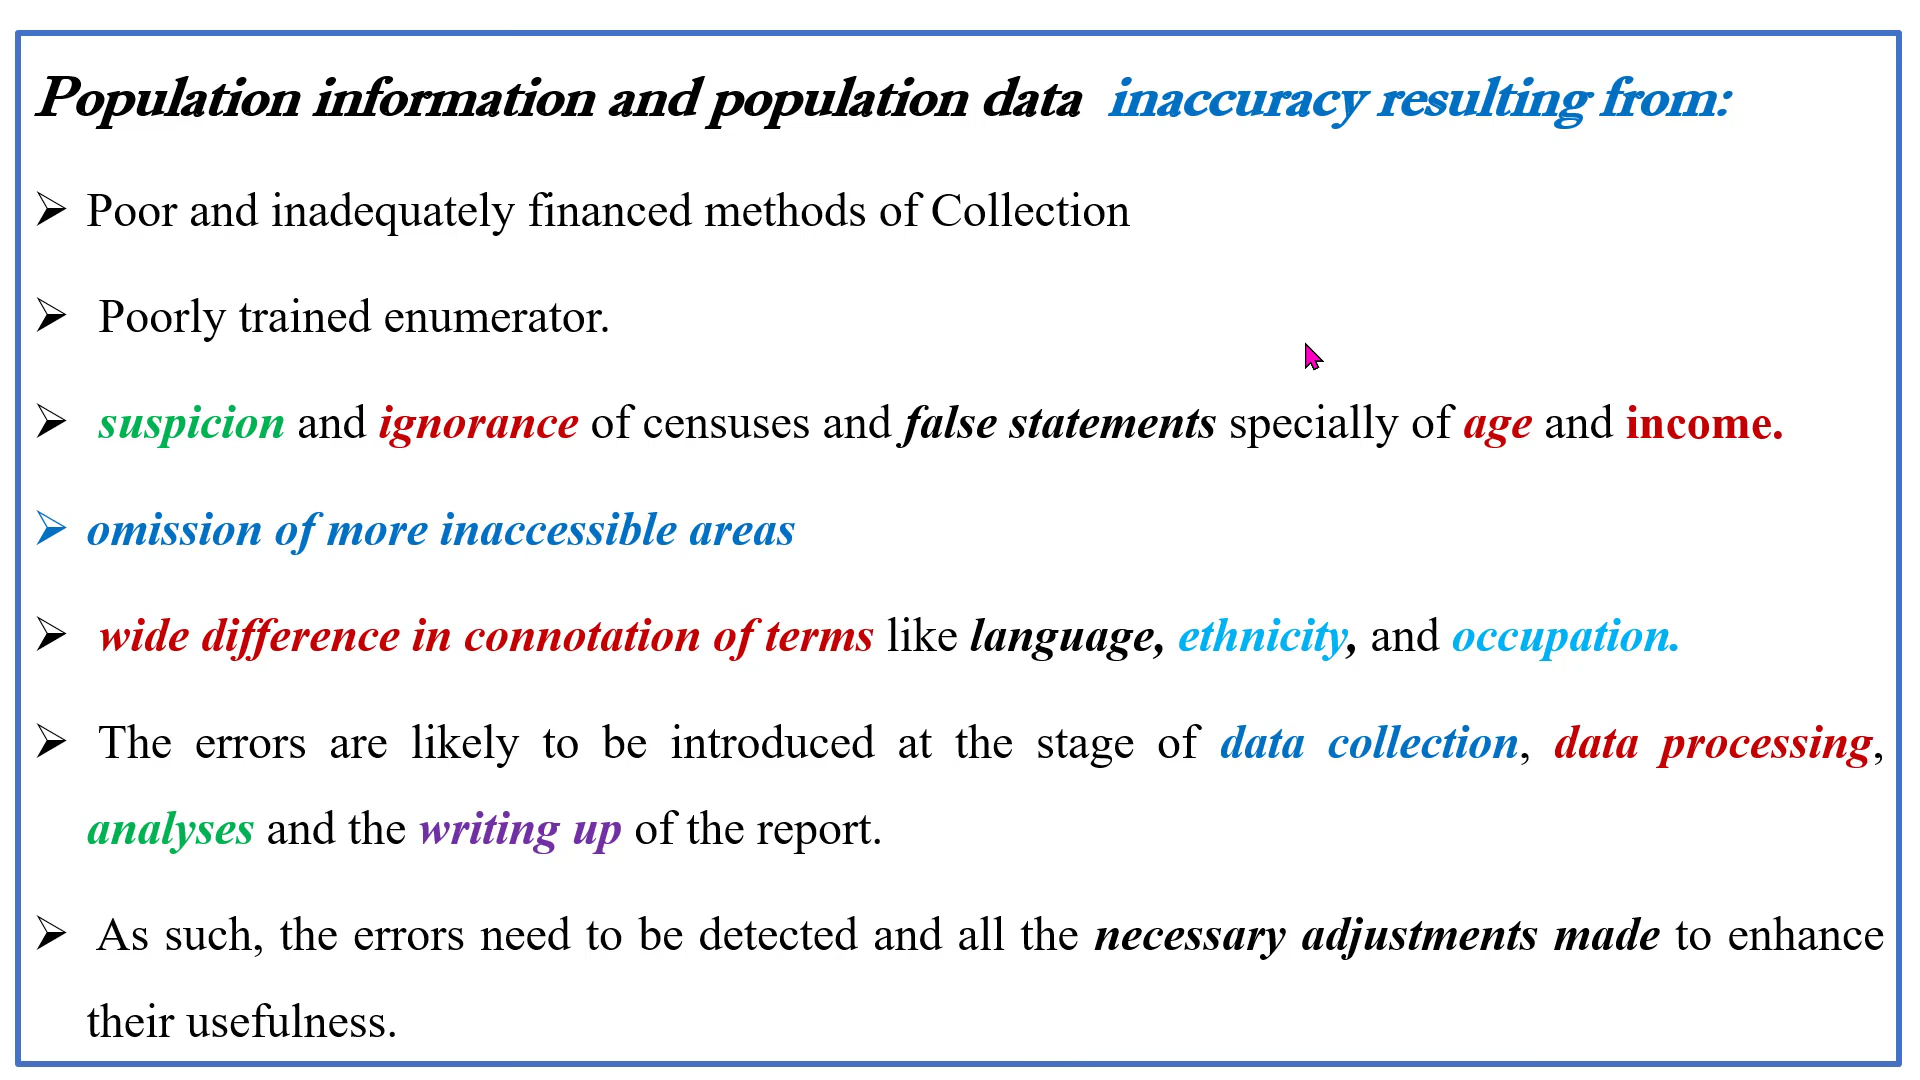 Population information and population data inaccuracy resulting from:
➢ Poor and inadequately financed methods of Collection
➢ Poorly trained enumerator.
➢ suspicion and ignorance of censuses and false statements specially of age and income.
➢ omission of more inaccessible areas
➢ wide difference in connotation of terms like language, ethnicity, and occupation.
➢ The errors are likely to be introduced at the stage of data collection, data processing,
analyses and the writing up of the report.
➢ As such, the errors need to be detected and all the necessary adjustments made to enhance
their usefulness.